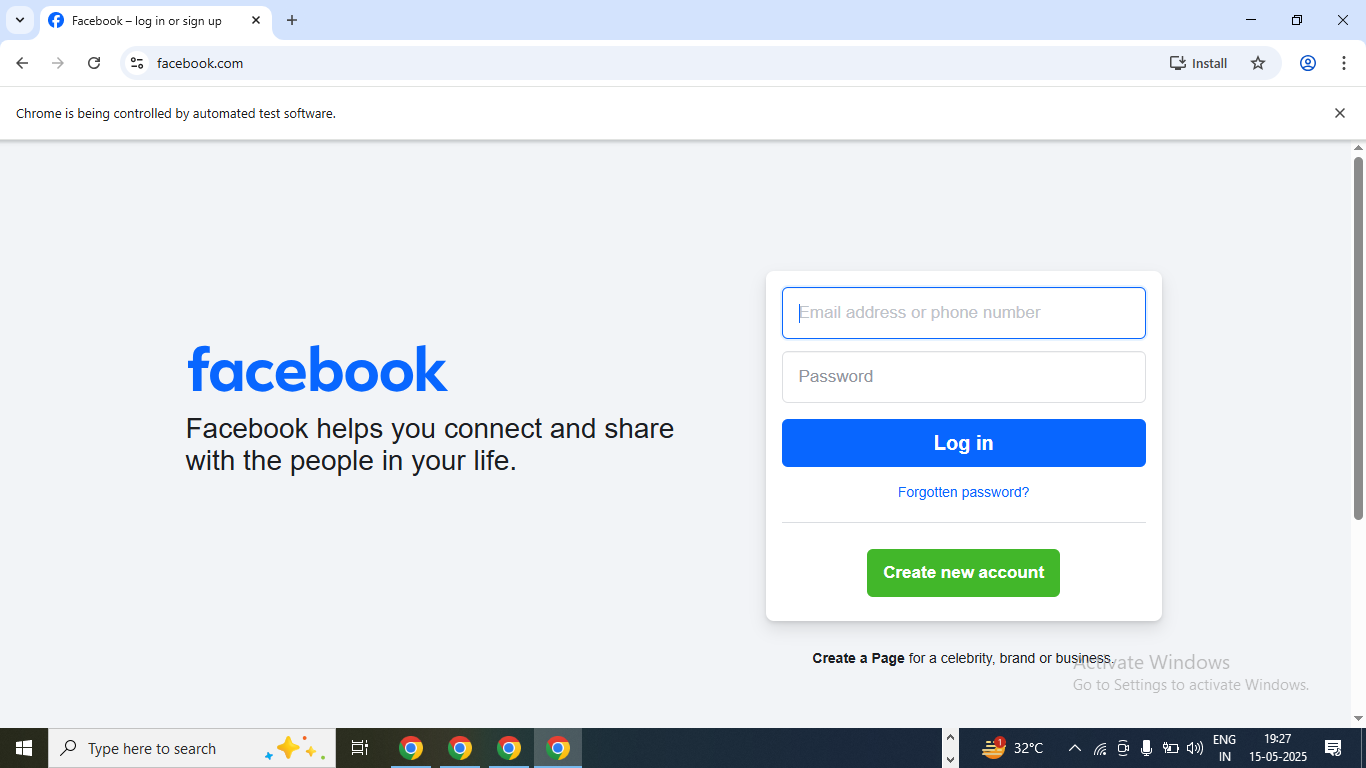 Facebook – log in or sign up
facebook.com
Install
Chrome is being controlled by automated test software.
facebook
Facebook helps you connect and share
with the people in your life.
Email address or phone number
Password
Log in
Forgotten password?
Create new account
Create a Page for a celebrity, brand or business.
Activate Windows
Go to Settings to activate Windows.
Type here to search
1
32°C
ENG
IN
19:27
15-05-2025